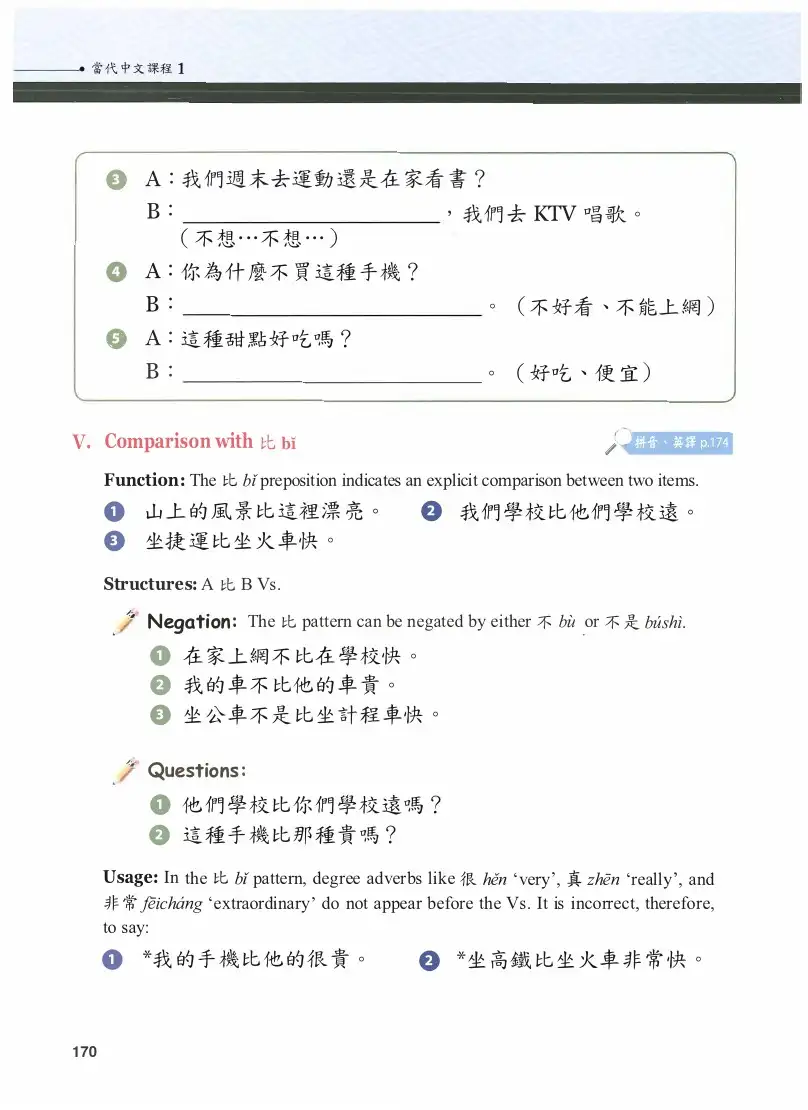 當代中文課程 1
3 A：我們週末去運動還是在家看書？
B：＿＿＿＿＿＿＿＿＿＿，我們去 KTV 唱歌。
（不想…不想…）
4 A：你為什麼不買這種手機？
B：＿＿＿＿＿＿＿＿＿＿。（不好看、不能上網）
5 A：這種甜點好吃嗎？
B：＿＿＿＿＿＿＿＿＿＿。（好吃、便宜）
V. Comparison with 比 bǐ
拼音、英譯 p.174
Function: The 比 bǐ preposition indicates an explicit comparison between two items.
1 山上的風景比這裡漂亮。 2 我們學校比他們學校遠。
3 坐捷運比坐火車快。
Structures: A 比 B Vs.
Negation: The 比 pattern can be negated by either 不 bù or 不是 búshì.
1 在家上網不比在學校快。
2 我的車不比他的車貴。
3 坐公車不是比坐計程車快。
Questions:
1 他們學校比你們學校遠嗎？
2 這種手機比那種貴嗎？
Usage: In the 比 bǐ pattern, degree adverbs like 很 hěn ‘very’, 真 zhēn ‘really’, and
非常 fēicháng ‘extraordinary’ do not appear before the Vs. It is incorrect, therefore,
to say:
1 *我的手機比他的很貴。 2 *坐高鐵比坐火車非常快。
170